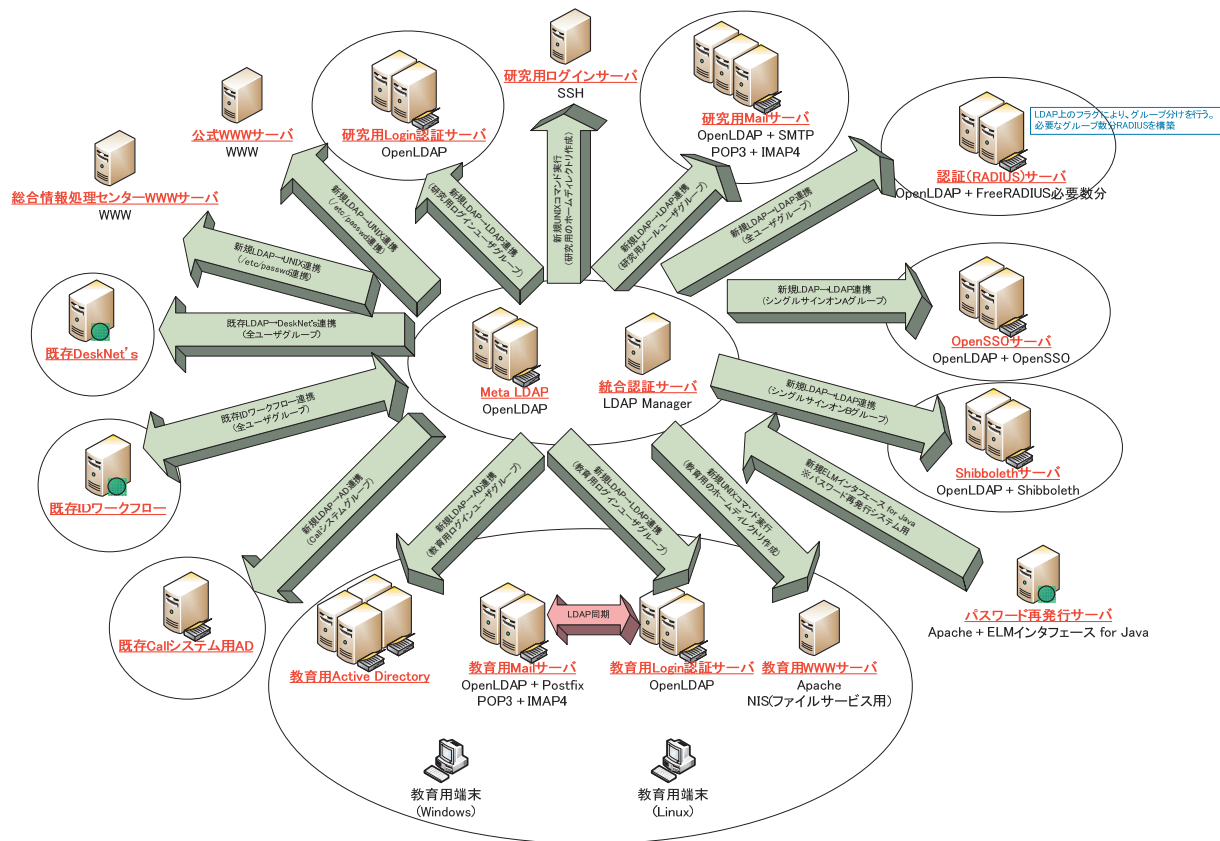 研究用ログインサーバ
SSH
研究用Mailサーバ
OpenLDAP + SMTP
POP3 + IMAP4
LDAP上のフラグにより、グループ分けを行う。
必要なグループ数分RADIUSを構築
認証(RADIUS)サーバ
OpenLDAP + FreeRADIUS必要数分
研究用Login認証サーバ
OpenLDAP
公式WWWサーバ
WWW
総合情報処理センターWWWサーバ
WWW
新規LDAP→UNIX連携
(/etc/passwd連携)
新規LDAP→UNIX連携
(/etc/passwd連携)
新規LDAP→LDAP連携
(研究用ログインユーザグループ)
新規UNIXコマンド実行
(研究用のホームディレクトリ作成)
新規LDAP→LDAP連携
(研究用メールユーザグループ)
新規LDAP→LDAP連携
(全ユーザグループ)
新規LDAP→LDAP連携
(シングルサインオンAグループ)
OpenSSOサーバ
OpenLDAP + OpenSSO
既存LDAP→DeskNet's連携
(全ユーザグループ)
既存DeskNet's
Meta LDAP
OpenLDAP
統合認証サーバ
LDAP Manager
新規LDAP→LDAP連携
(シングルサインオンBグループ)
Shibbolethサーバ
OpenLDAP + Shibboleth
既存IDワークフロー連携
(全ユーザグループ)
既存IDワークフロー
新規LDAP→AD連携
(Callシステムグループ)
既存Callシステム用AD
新規LDAP→AD連携
(教育用ログインユーザグループ)
新規LDAP→LDAP連携
(教育用ログインユーザグループ)
新規UNIXコマンド実行
(教育用のホームディレクトリ作成)
新規ELMインタフェース for Java
※パスワード再発行システム用
パスワード再発行サーバ
Apache + ELMインタフェース for Java
LDAP同期
教育用Active Directory
教育用Mailサーバ
OpenLDAP + Postfix
POP3 + IMAP4
教育用Login認証サーバ
OpenLDAP
教育用WWWサーバ
Apache
NIS(ファイルサービス用)
教育用端末
(Windows)
教育用端末
(Linux)